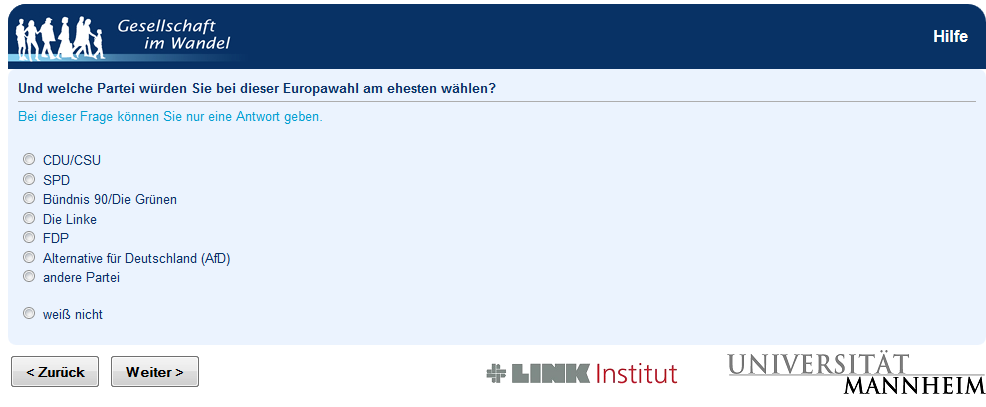 Gesellschaft
im Wandel
Hilfe
Und welche Partei würden Sie bei dieser Europawahl am ehesten wählen?
Bei dieser Frage können Sie nur eine Antwort geben.
CDU/CSU
SPD
Bündnis 90/Die Grünen
Die Linke
FDP
Alternative für Deutschland (AfD)
andere Partei
weiß nicht
< Zurück
Weiter >
LINK Institut
UNIVERSITÄT
MANNHEIM